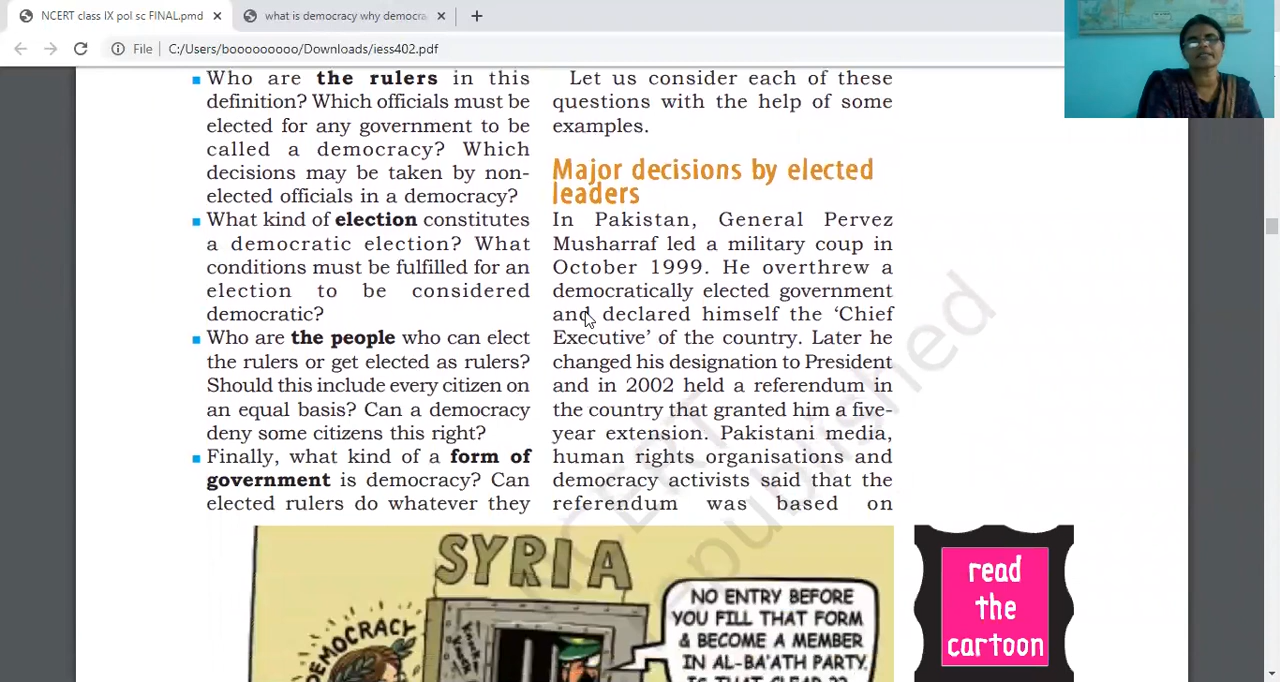 NCERT class IX pol sc FINAL.pmd
what is democracy why democra
File C:/Users/booooooooo/Downloads/iess402.pdf
Who are the rulers in this
definition? Which officials must be
elected for any government to be
called a democracy? Which
decisions may be taken by non-
elected officials in a democracy?
What kind of election constitutes
a democratic election? What
conditions must be fulfilled for an
election to be considered
democratic?
Who are the people who can elect
the rulers or get elected as rulers?
Should this include every citizen on
an equal basis? Can a democracy
deny some citizens this right?
Finally, what kind of a form of
government is democracy? Can
elected rulers do whatever they
Let us consider each of these
questions with the help of some
examples.
Major decisions by elected
leaders
In Pakistan, General Pervez
Musharraf led a military coup in
October 1999. He overthrew a
democratically elected government
and declared himself the ‘Chief
Executive’ of the country. Later he
changed his designation to President
and in 2002 held a referendum in
the country that granted him a five-
year extension. Pakistani media,
human rights organisations and
democracy activists said that the
referendum was based on
SYRIA
DEMOCRACY
NO ENTRY BEFORE
YOU FILL THAT FORM
& BECOME A MEMBER
IN AL-BA'ATH PARTY.
IS THAT CLEAR ??
read
the
cartoon